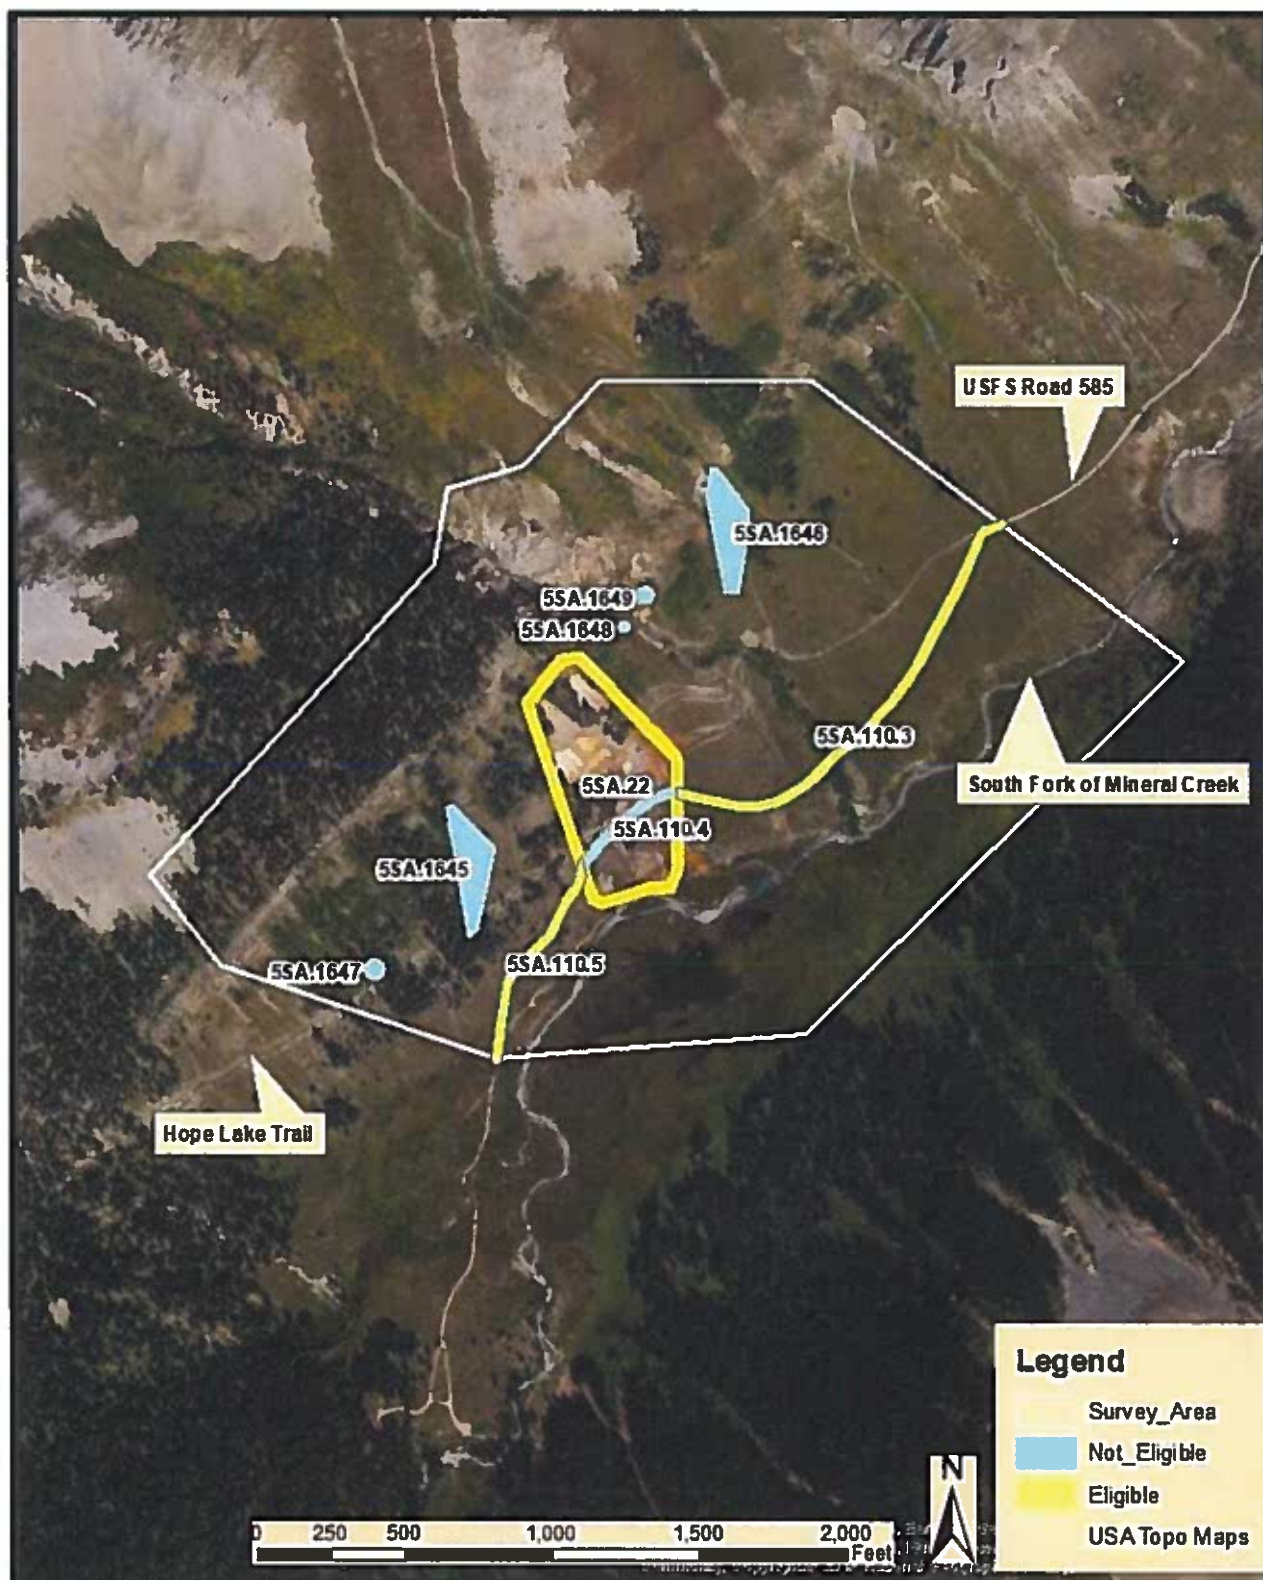 USFS Road 585
5SA.1646
5SA.1649
5SA.1648
5SA.110.3
South Fork of Mineral Creek
5SA.22
5SA.110.4
5SA.1645
5SA.110.5
5SA.1647
Hope Lake Trail
Legend
Survey_Area
Not_Eligible
Eligible
USA Topo Maps
N
0 250 500 1,000 1,500 2,000
Feet